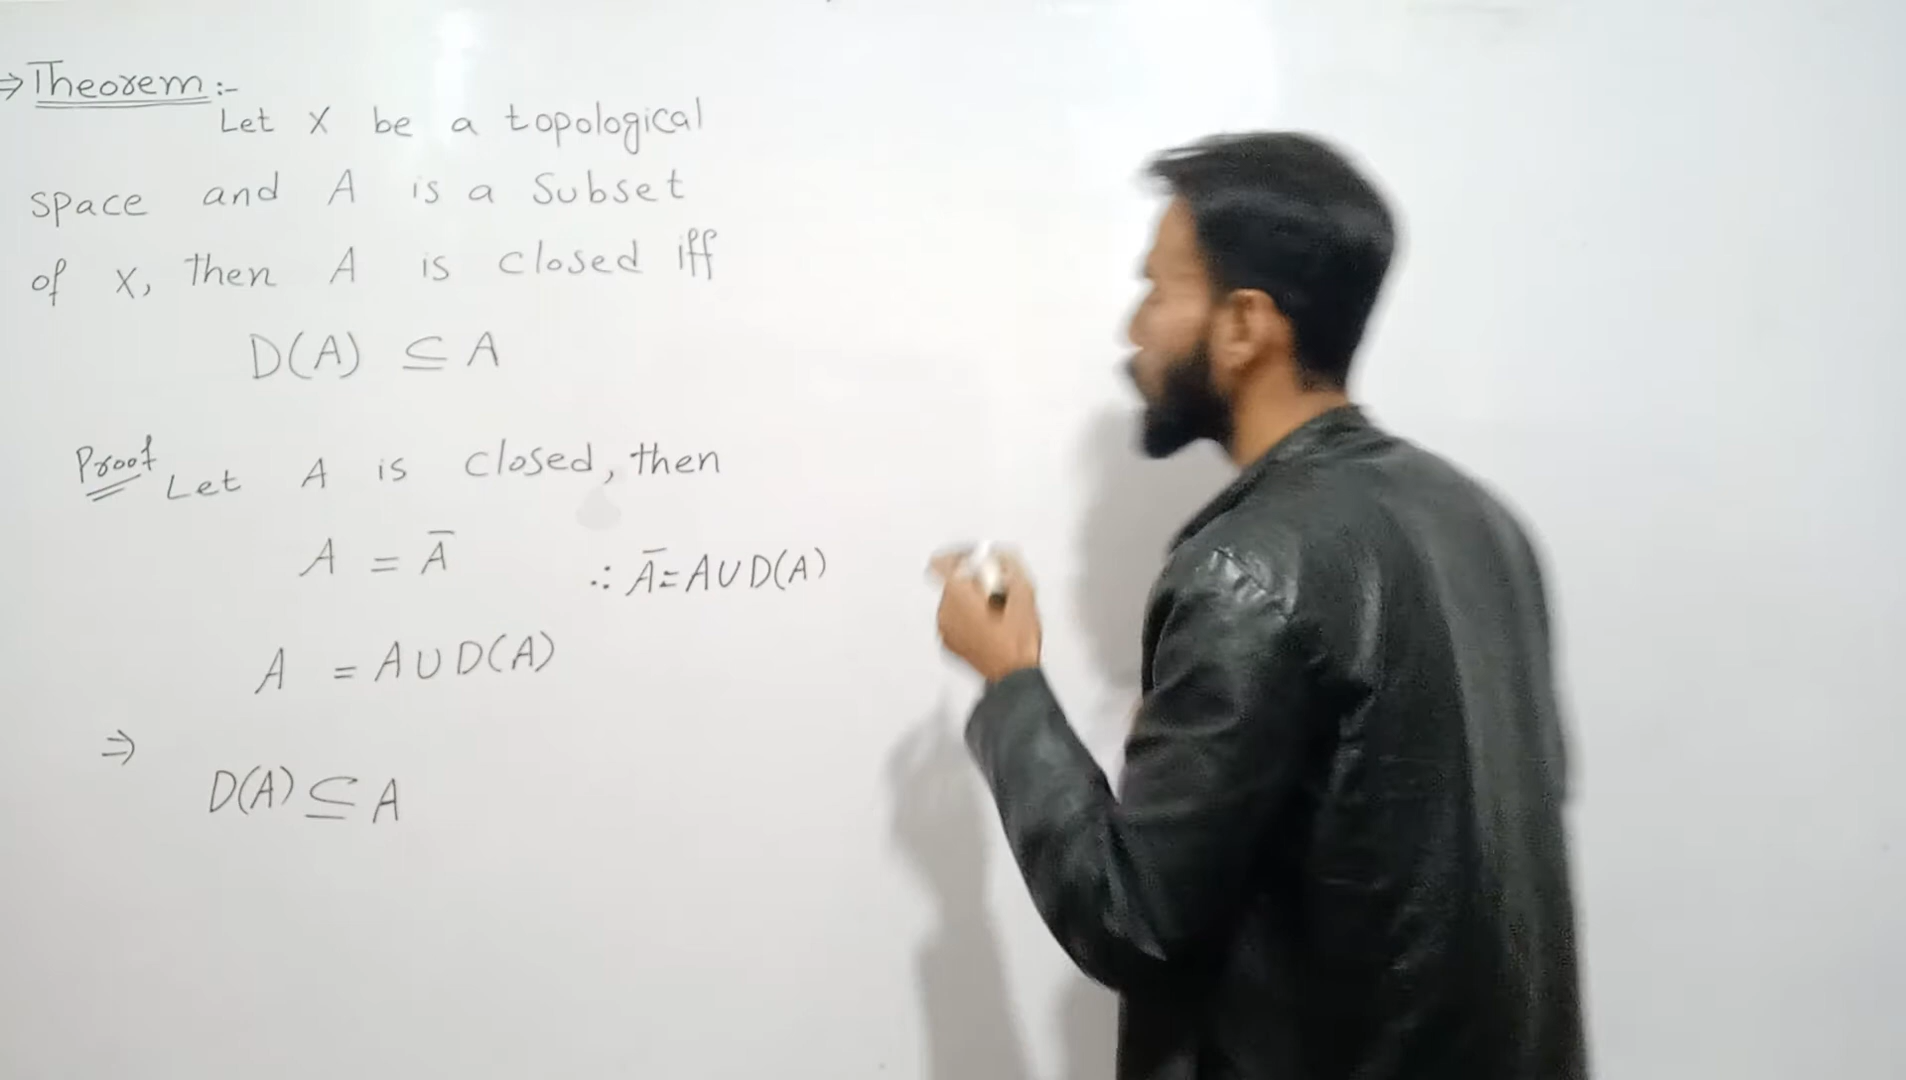 ⇒ Theorem :-
Let X be a topological
space and A is a subset
of X, then A is closed iff
D(A) ⊆ A
Proof Let A is closed, then
A = A̅ ∴ A̅ = A∪D(A)
A = A∪D(A)
⇒
D(A) ⊆ A